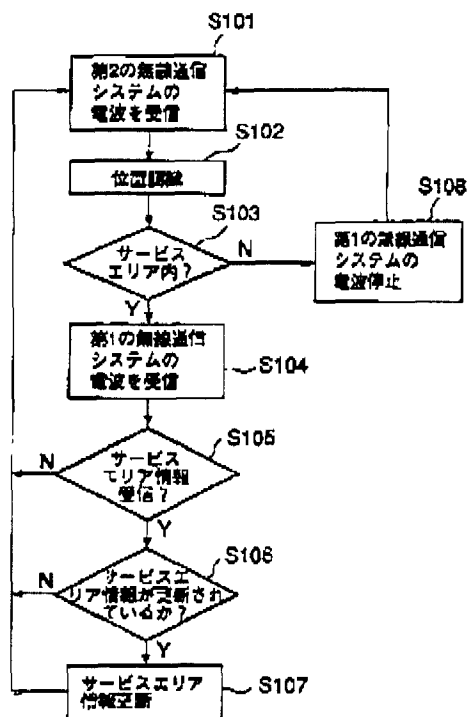 S101
第2の無線通信
システムの
電波を受信
S102
位置認識
S103
サービス
エリア内?
N
Y
S108
第1の無線通信
システムの
電波停止
第1の無線通信
システムの
電波を受信
S104
S105
サービス
エリア情報
受信?
N
Y
S106
サービスエ
リア情報が更新され
ているか?
N
Y
サービスエリア
情報更新
S107